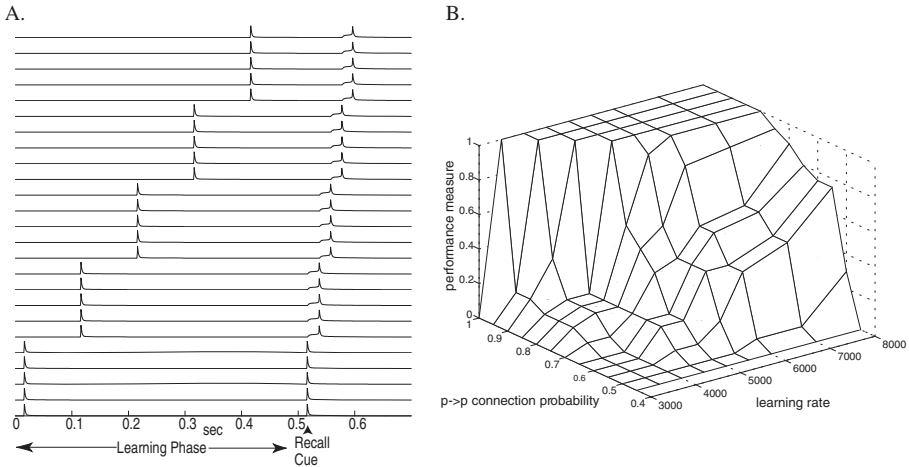 A.
B.
0
0.1
0.2
0.3
0.4
0.5
0.6
sec
Learning Phase
Recall
Cue
performance measure
1
0.8
0.6
0.4
0.2
0
1
0.9
0.8
0.7
0.6
0.5
0.4
p->p connection probability
3000
4000
5000
6000
7000
8000
learning rate